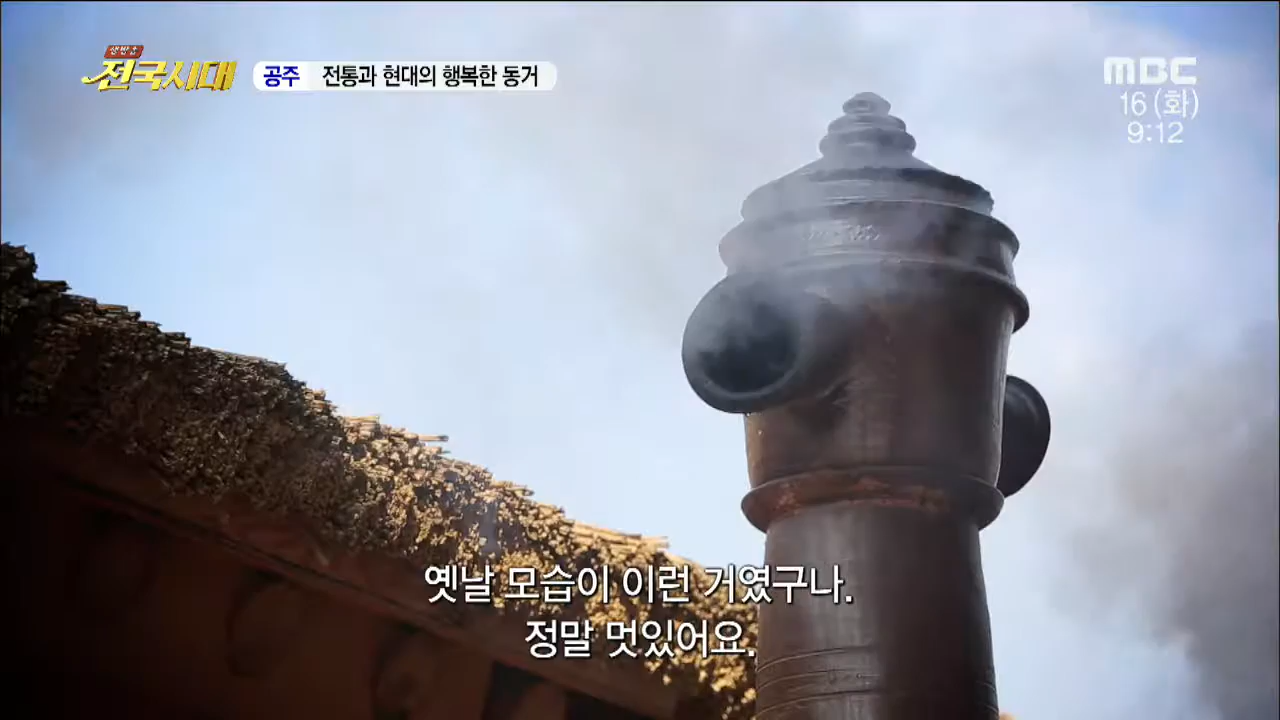 생방송
전국시대
공주 전통과 현대의 행복한 동거
MBC
16 (화)
9:12
옛날 모습이 이런 거였구나.
정말 멋있어요.